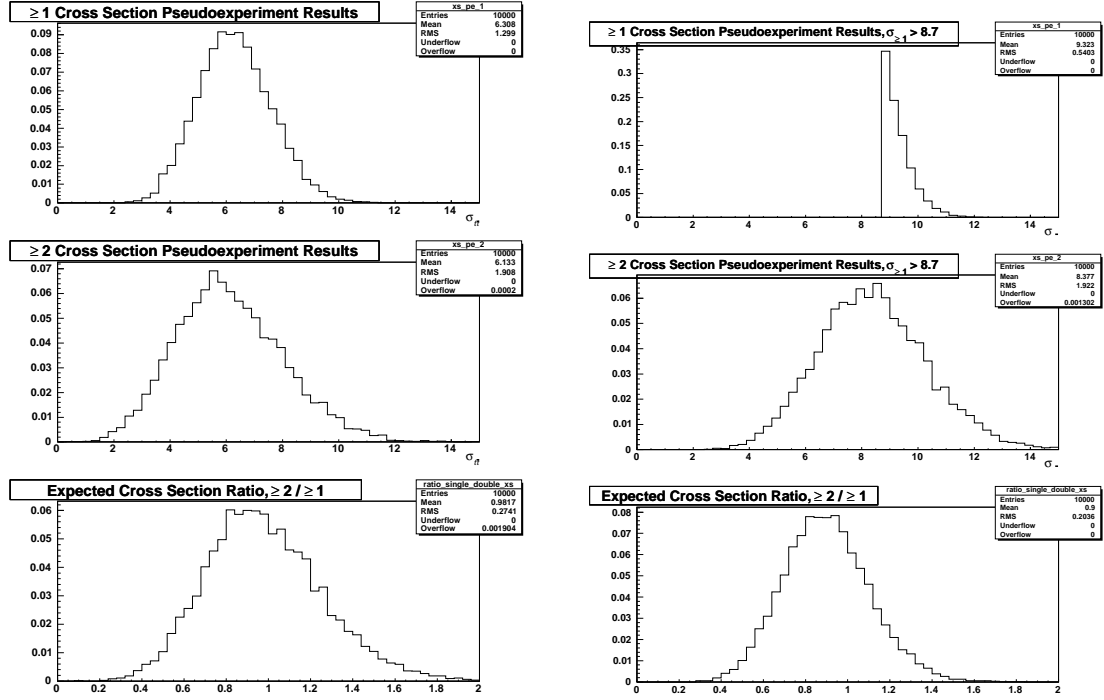 ≥ 1 Cross Section Pseudoexperiment Results
xs_pe_1
Entries 10000
Mean 6.308
RMS 1.299
Underflow 0
Overflow 0
0.09
0.08
0.07
0.06
0.05
0.04
0.03
0.02
0.01
0
0 2 4 6 8 10 12 14
σtt̄
≥ 2 Cross Section Pseudoexperiment Results
xs_pe_2
Entries 10000
Mean 6.133
RMS 1.908
Underflow 0
Overflow 0.0002
0.07
0.06
0.05
0.04
0.03
0.02
0.01
0
0 2 4 6 8 10 12 14
σtt̄
Expected Cross Section Ratio, ≥ 2 / ≥ 1
ratio_single_double_xs
Entries 10000
Mean 0.9817
RMS 0.2741
Underflow 0
Overflow 0.001904
0.06
0.05
0.04
0.03
0.02
0.01
0
0 0.2 0.4 0.6 0.8 1 1.2 1.4 1.6 1.8 2
≥ 1 Cross Section Pseudoexperiment Results, σ≥1 > 8.7
xs_pe_1
Entries 10000
Mean 9.323
RMS 0.5403
Underflow 0
Overflow 0
0.35
0.3
0.25
0.2
0.15
0.1
0.05
0
0 2 4 6 8 10 12 14
σ-
≥ 2 Cross Section Pseudoexperiment Results, σ≥1 > 8.7
xs_pe_2
Entries 10000
Mean 8.377
RMS 1.922
Underflow 0
Overflow 0.001302
0.06
0.05
0.04
0.03
0.02
0.01
0
0 2 4 6 8 10 12 14
σ-
Expected Cross Section Ratio, ≥ 2 / ≥ 1
ratio_single_double_xs
Entries 10000
Mean 0.9
RMS 0.2036
Underflow 0
Overflow 0
0.08
0.07
0.06
0.05
0.04
0.03
0.02
0.01
0
0 0.2 0.4 0.6 0.8 1 1.2 1.4 1.6 1.8 2